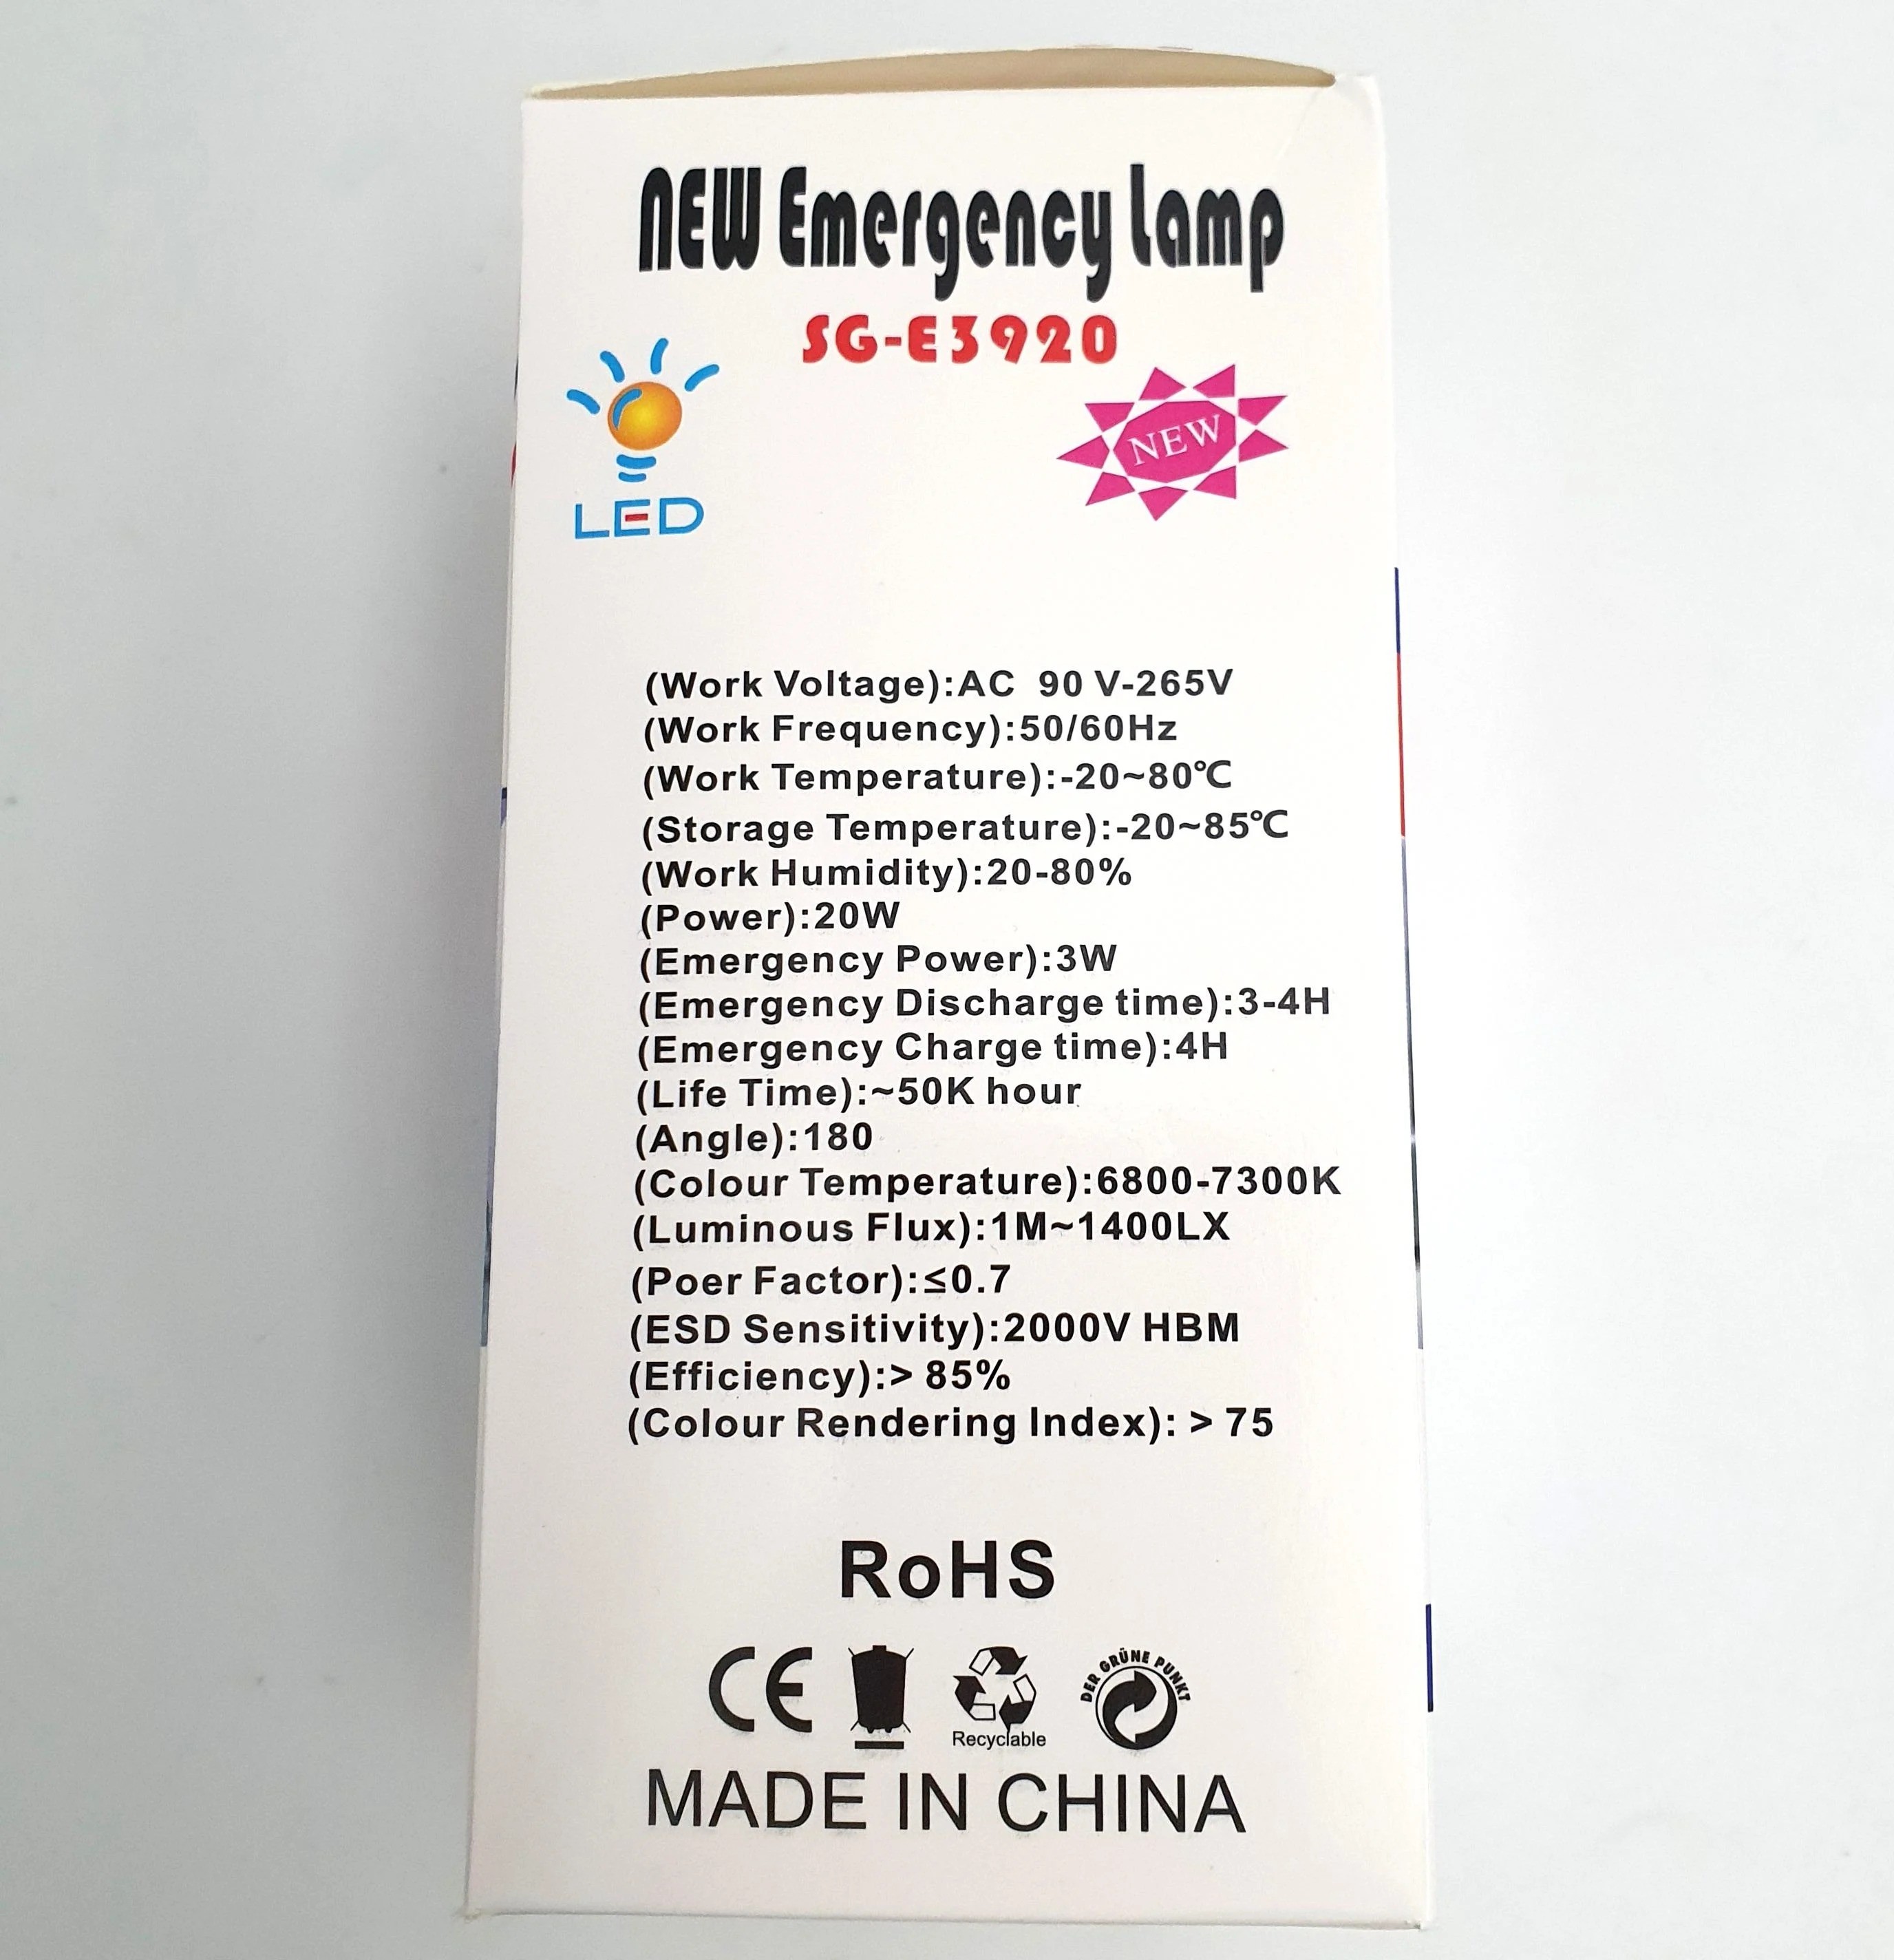 NEW Emergency Lamp
SG-E3920
NEW
LED
(Work Voltage):AC 90 V-265V
(Work Frequency):50/60Hz
(Work Temperature):-20~80℃
(Storage Temperature):-20~85℃
(Work Humidity):20-80%
(Power):20W
(Emergency Power):3W
(Emergency Discharge time):3-4H
(Emergency Charge time):4H
(Life Time):~50K hour
(Angle):180
(Colour Temperature):6800-7300K
(Luminous Flux):1M~1400LX
(Poer Factor):≤0.7
(ESD Sensitivity):2000V HBM
(Efficiency):> 85%
(Colour Rendering Index): > 75
RoHS
CE
DER GRÜNE PUNKT
Recyclable
MADE IN CHINA